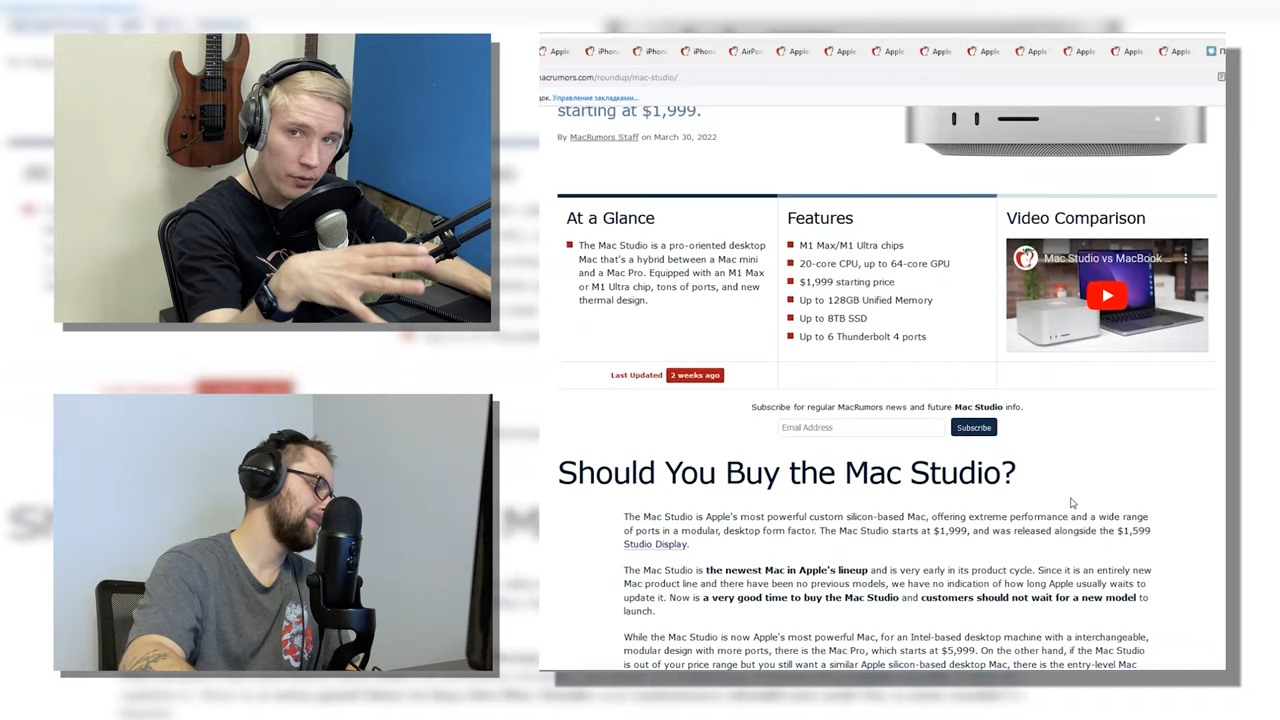 Apple
iPhon
iPhon
iPhon
AirPo
Apple
Apple
Apple
Apple
Apple
Apple
Apple
Apple
Apple
acrumors.com/roundup/mac-studio/
док. Управление закладками...
starting at $1,999.
By MacRumors Staff on March 30, 2022
At a Glance
The Mac Studio is a pro-oriented desktop
Mac that's a hybrid between a Mac mini
and a Mac Pro. Equipped with an M1 Max
or M1 Ultra chip, tons of ports, and new
thermal design.
Last Updated 2 weeks ago
Features
M1 Max/M1 Ultra chips
20-core CPU, up to 64-core GPU
$1,999 starting price
Up to 128GB Unified Memory
Up to 8TB SSD
Up to 6 Thunderbolt 4 ports
Video Comparison
Mac Studio vs MacBook ...
Subscribe for regular MacRumors news and future Mac Studio info.
Email Address
Subscribe
Should You Buy the Mac Studio?
The Mac Studio is Apple's most powerful custom silicon-based Mac, offering extreme performance and a wide range
of ports in a modular, desktop form factor. The Mac Studio starts at $1,999, and was released alongside the $1,599
Studio Display.
The Mac Studio is the newest Mac in Apple's lineup and is very early in its product cycle. Since it is an entirely new
Mac product line and there have been no previous models, we have no indication of how long Apple usually waits to
update it. Now is a very good time to buy the Mac Studio and customers should not wait for a new model to
launch.
While the Mac Studio is now Apple's most powerful Mac, for an Intel-based desktop machine with a interchangeable,
modular design with more ports, there is the Mac Pro, which starts at $5,999. On the other hand, if the Mac Studio
is out of your price range but you still want a similar Apple silicon-based desktop Mac, there is the entry-level Mac